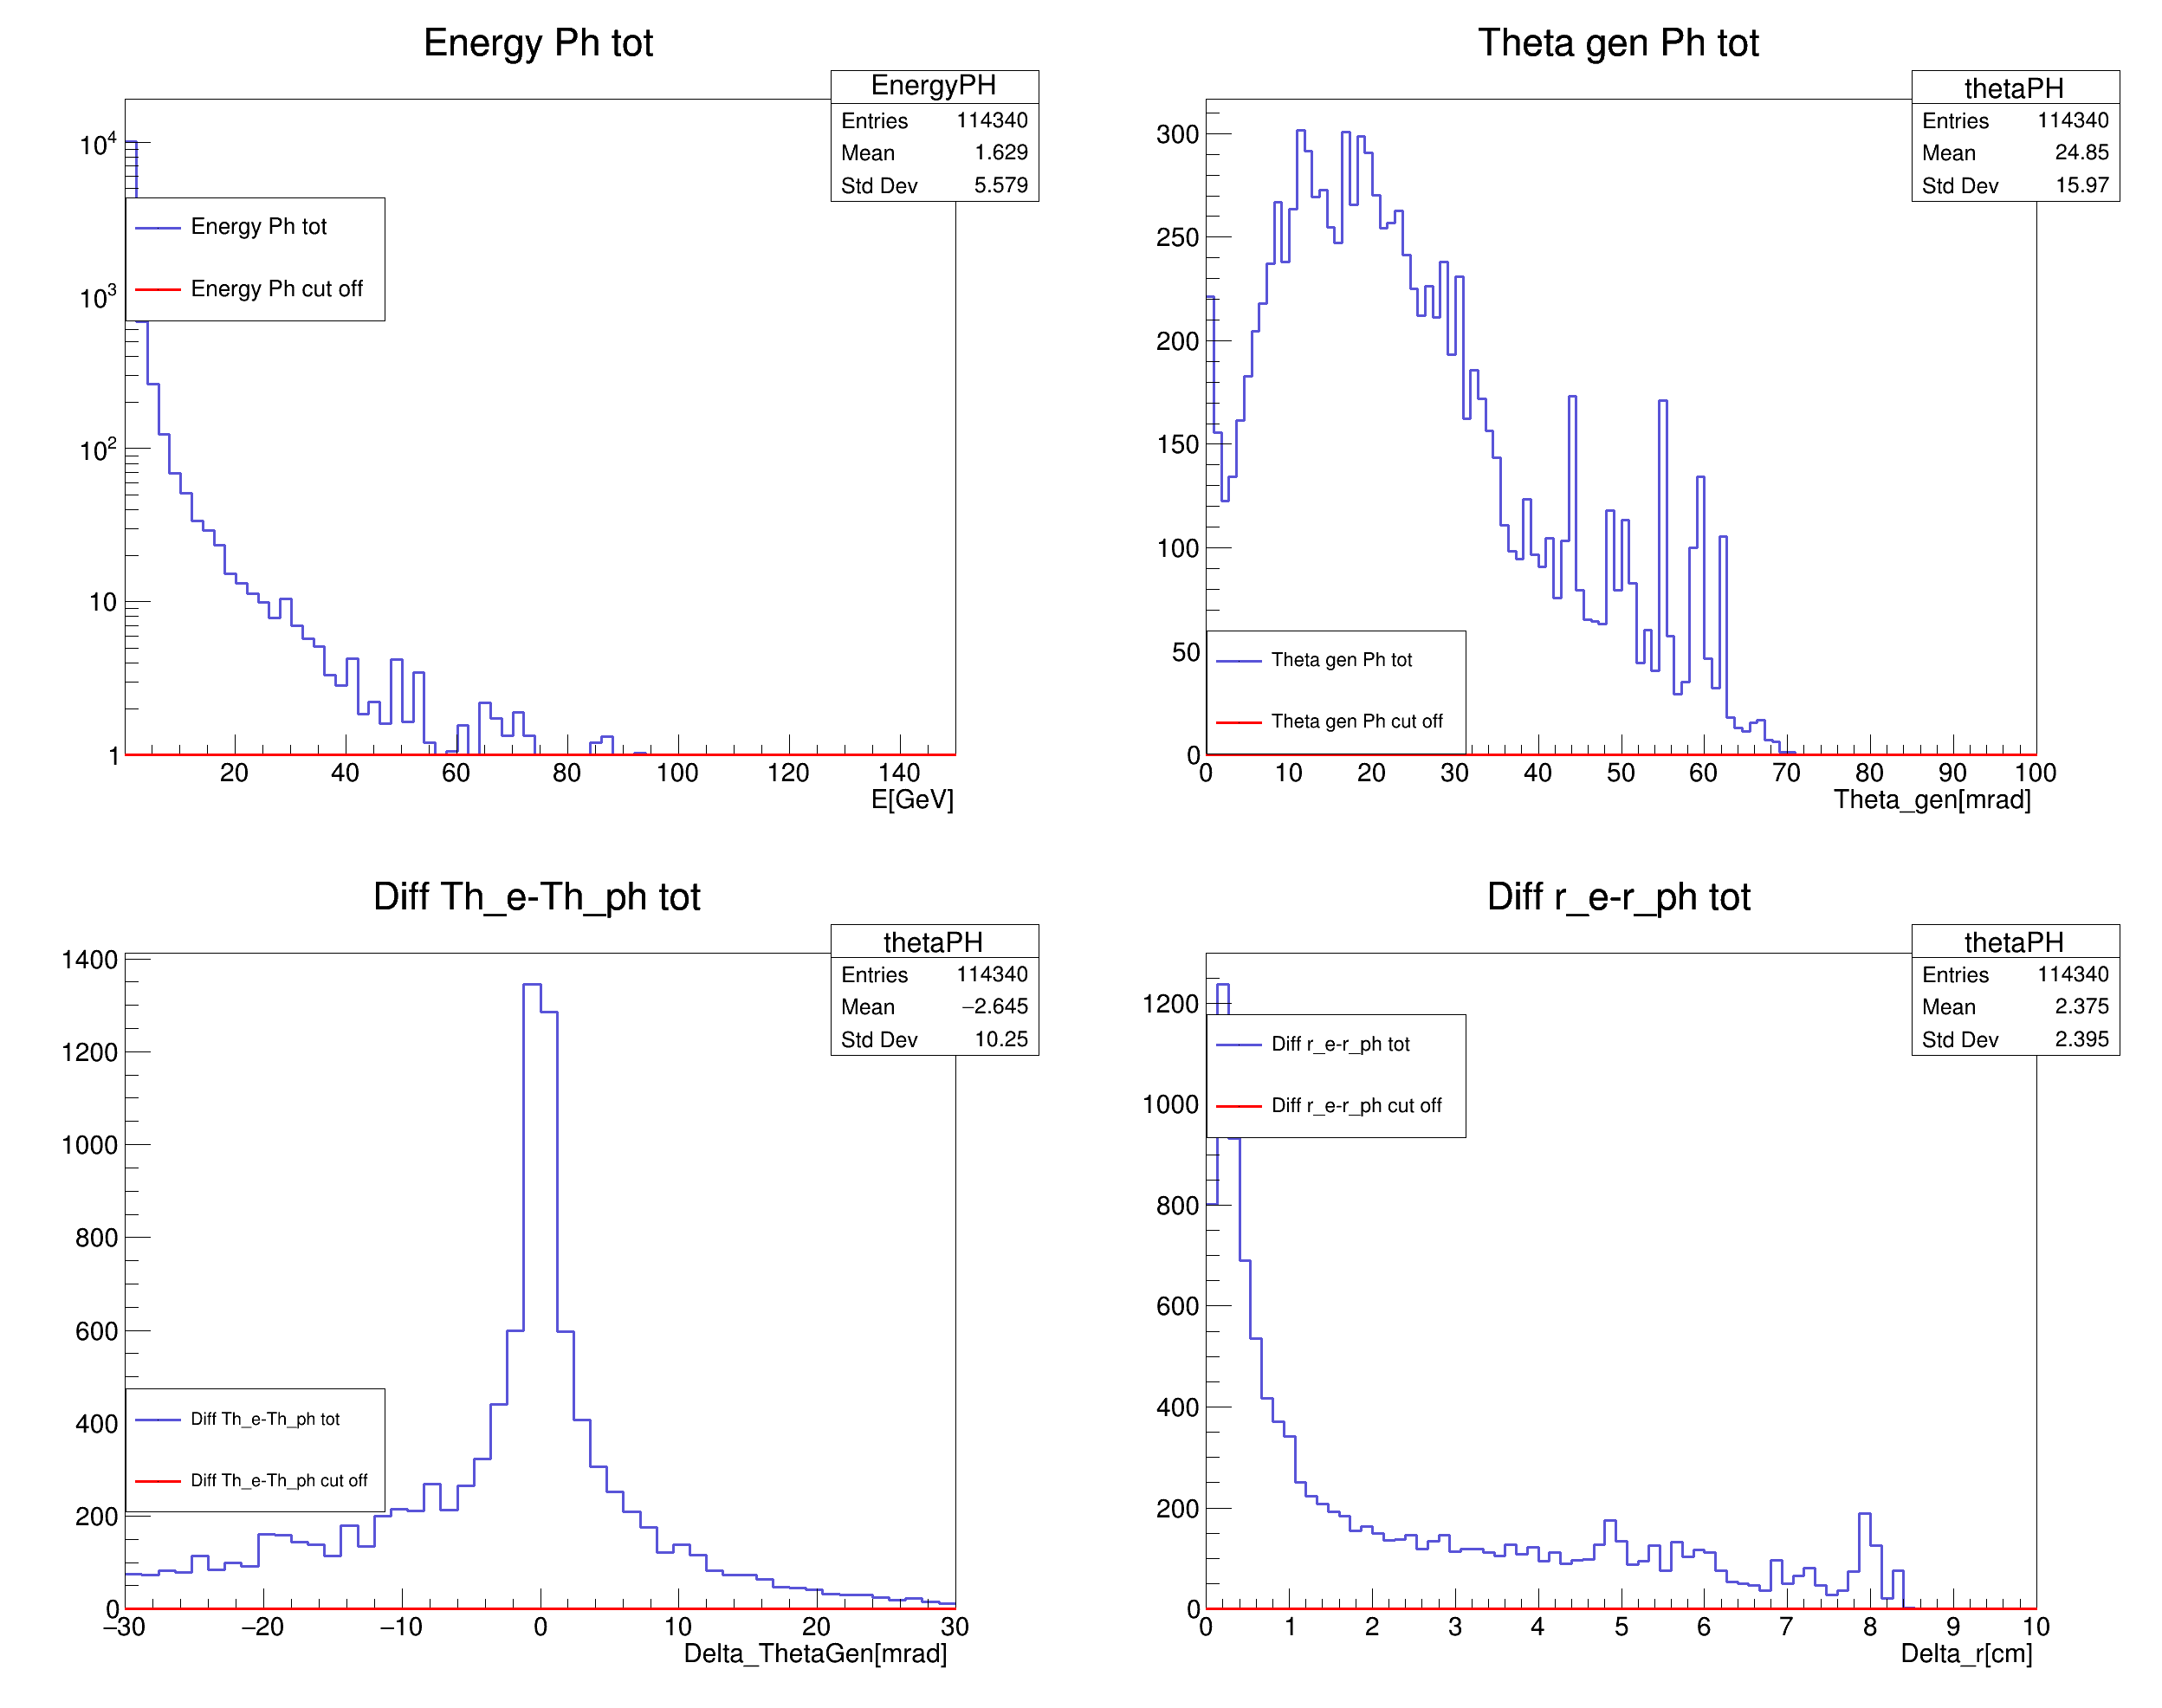 Energy Ph tot
EnergyPH
Entries 114340
Mean 1.629
Std Dev 5.579
10^4
10^3
10^2
10
1
Energy Ph tot
Energy Ph cut off
20 40 60 80 100 120 140
E[GeV]
Theta gen Ph tot
thetaPH
Entries 114340
Mean 24.85
Std Dev 15.97
300
250
200
150
100
50
0
Theta gen Ph tot
Theta gen Ph cut off
0 10 20 30 40 50 60 70 80 90 100
Theta_gen[mrad]
Diff Th_e-Th_ph tot
thetaPH
Entries 114340
Mean −2.645
Std Dev 10.25
1400
1200
1000
800
600
400
200
0
Diff Th_e-Th_ph tot
Diff Th_e-Th_ph cut off
−30 −20 −10 0 10 20 30
Delta_ThetaGen[mrad]
Diff r_e-r_ph tot
thetaPH
Entries 114340
Mean 2.375
Std Dev 2.395
1200
1000
800
600
400
200
0
Diff r_e-r_ph tot
Diff r_e-r_ph cut off
0 1 2 3 4 5 6 7 8 9 10
Delta_r[cm]